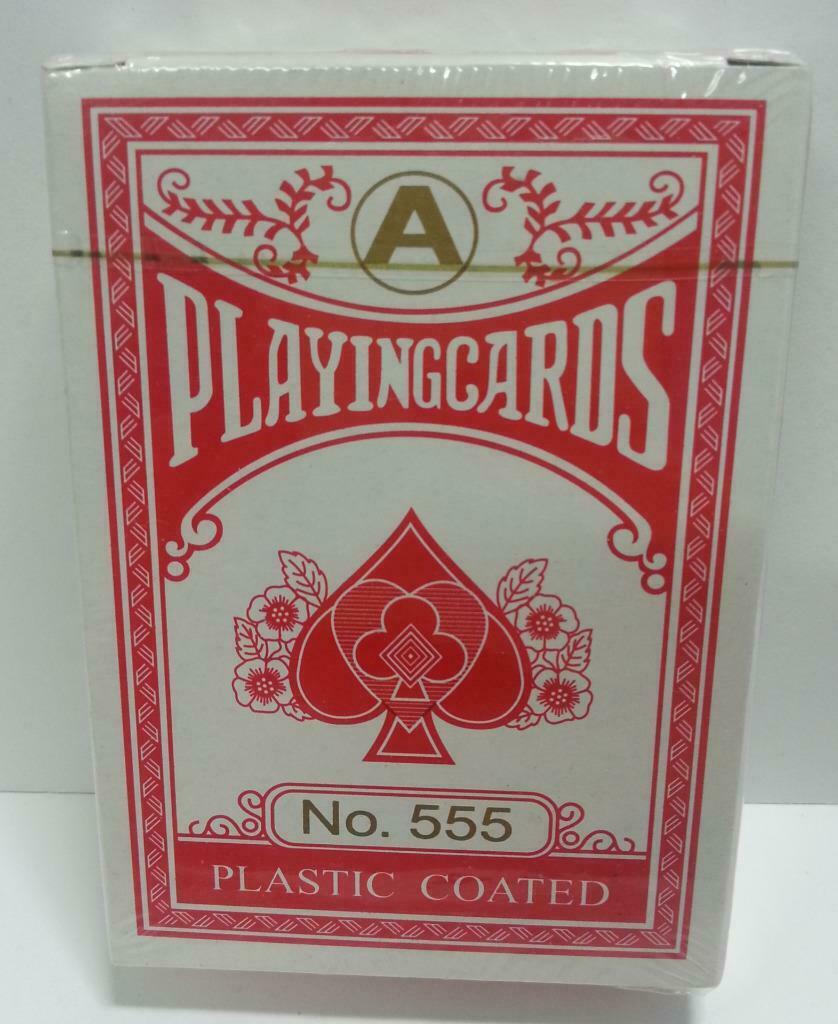 A
PLAYINGCARDS
No. 555
PLASTIC COATED